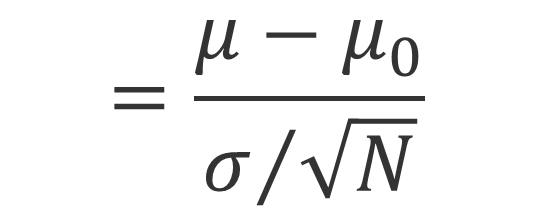 = (μ − μ₀) / (σ/√N)